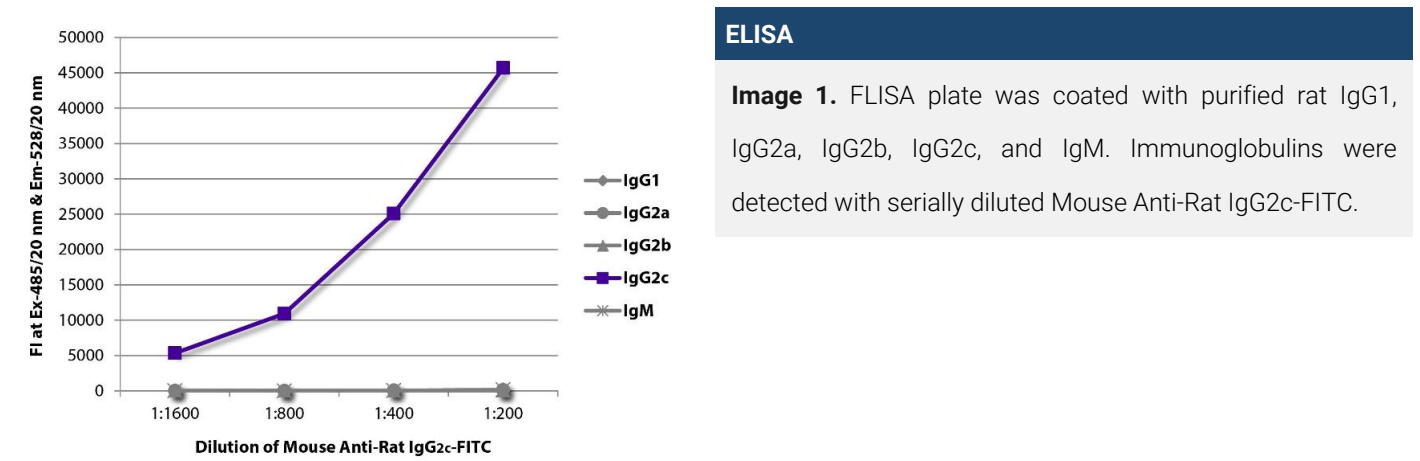 50000
45000
40000
35000
30000
25000
20000
15000
10000
5000
0
FI at Ex-485/20 nm & Em-528/20 nm
1:1600 1:800 1:400 1:200
Dilution of Mouse Anti-Rat IgG2c-FITC
IgG1
IgG2a
IgG2b
IgG2c
IgM
ELISA
Image 1. FLISA plate was coated with purified rat IgG1,
IgG2a, IgG2b, IgG2c, and IgM. Immunoglobulins were
detected with serially diluted Mouse Anti-Rat IgG2c-FITC.